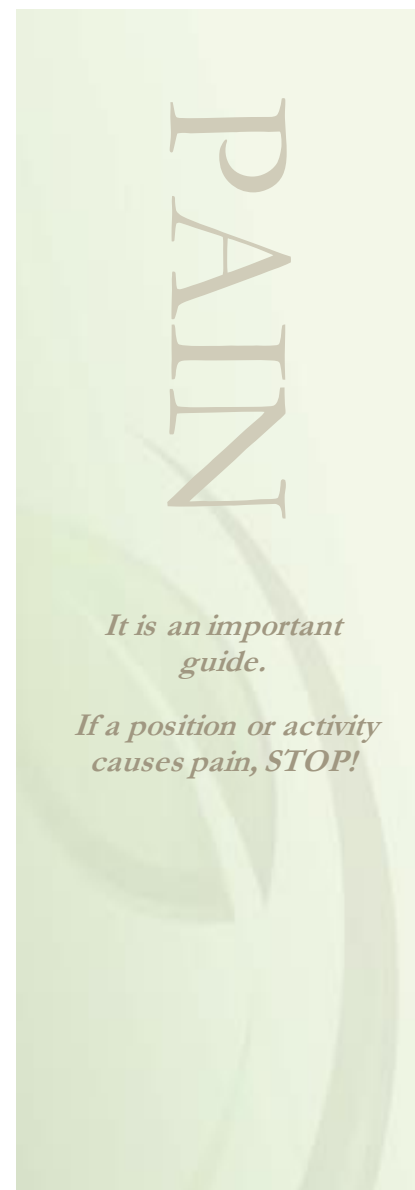 PAIN
It is an important
guide.
If a position or activity
causes pain, STOP!